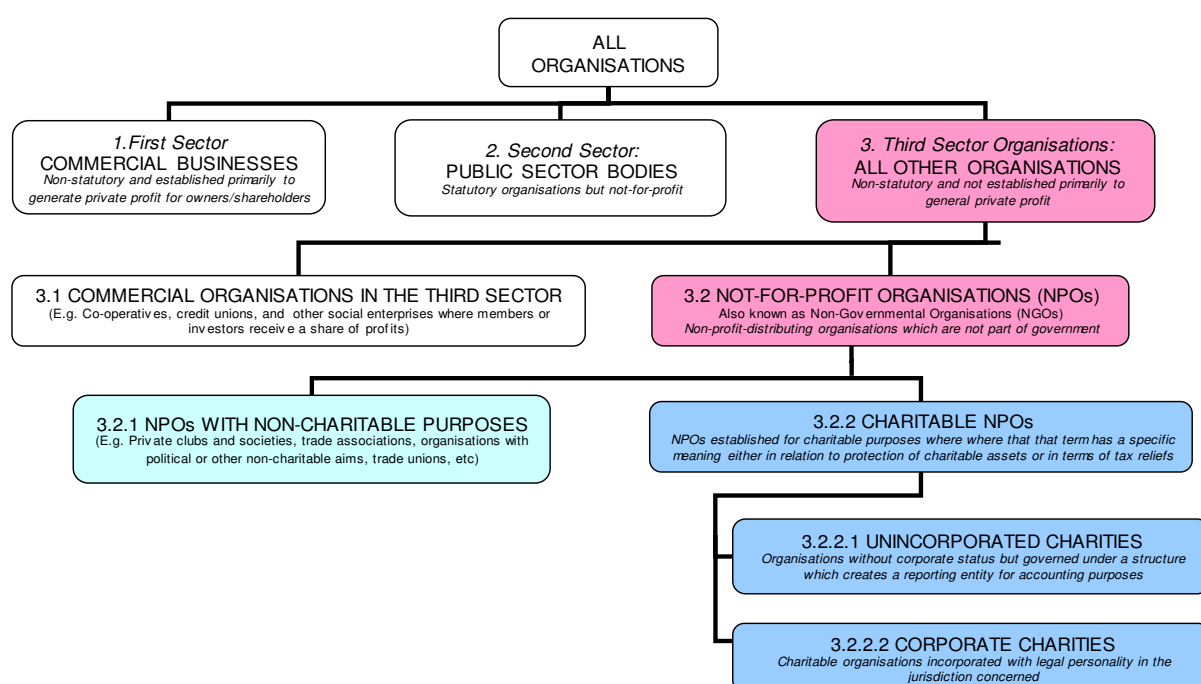 ALL
ORGANISATIONS
1.First Sector
COMMERCIAL BUSINESSES
Non-statutory and established primarily to
generate private profit for owners/shareholders
2. Second Sector:
PUBLIC SECTOR BODIES
Statutory organisations but not-for-profit
3. Third Sector Organisations:
ALL OTHER ORGANISATIONS
Non-statutory and not established primarily to
general private profit
3.1 COMMERCIAL ORGANISATIONS IN THE THIRD SECTOR
(E.g. Co-operatives, credit unions, and other social enterprises where members or
investors receive a share of profits)
3.2 NOT-FOR-PROFIT ORGANISATIONS (NPOs)
Also known as Non-Governmental Organisations (NGOs)
Non-profit-distributing organisations which are not part of government
3.2.1 NPOs WITH NON-CHARITABLE PURPOSES
(E.g. Private clubs and societies, trade associations, organisations with
political or other non-charitable aims, trade unions, etc)
3.2.2 CHARITABLE NPOs
NPOs established for charitable purposes where where that that term has a specific
meaning either in relation to protection of charitable assets or in terms of tax reliefs
3.2.2.1 UNINCORPORATED CHARITIES
Organisations without corporate status but governed under a structure
which creates a reporting entity for accounting purposes
3.2.2.2 CORPORATE CHARITIES
Charitable organisations incorporated with legal personality in the
jurisdiction concerned